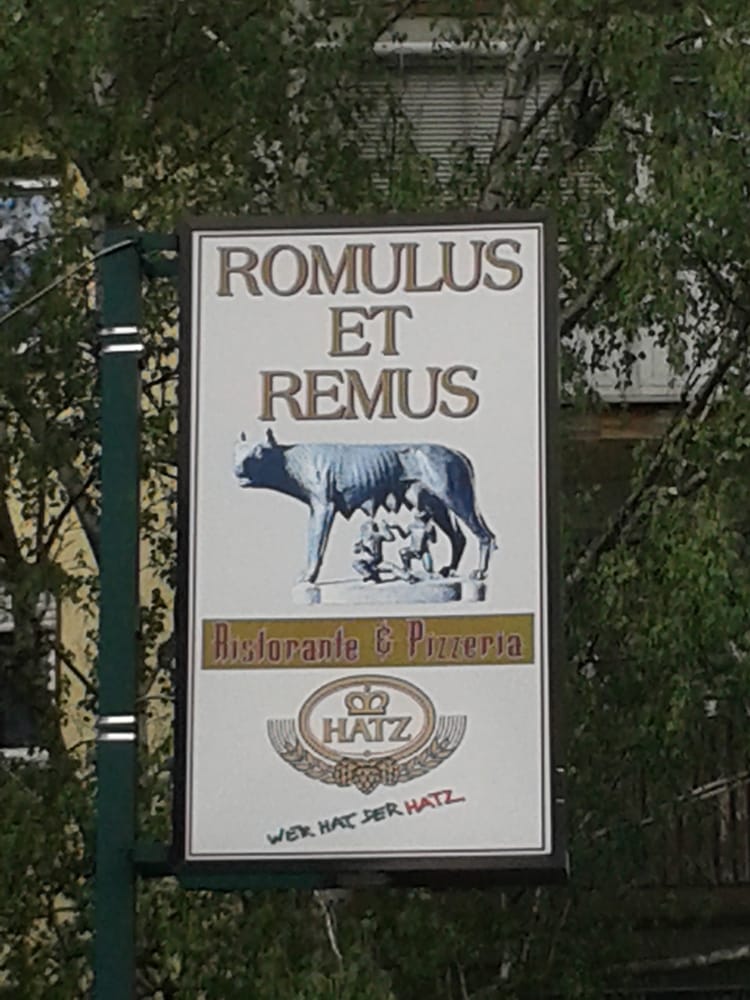 ROMULUS
ET
REMUS
Ristorante & Pizzeria
HATZ
WER HAT, DER HATZ